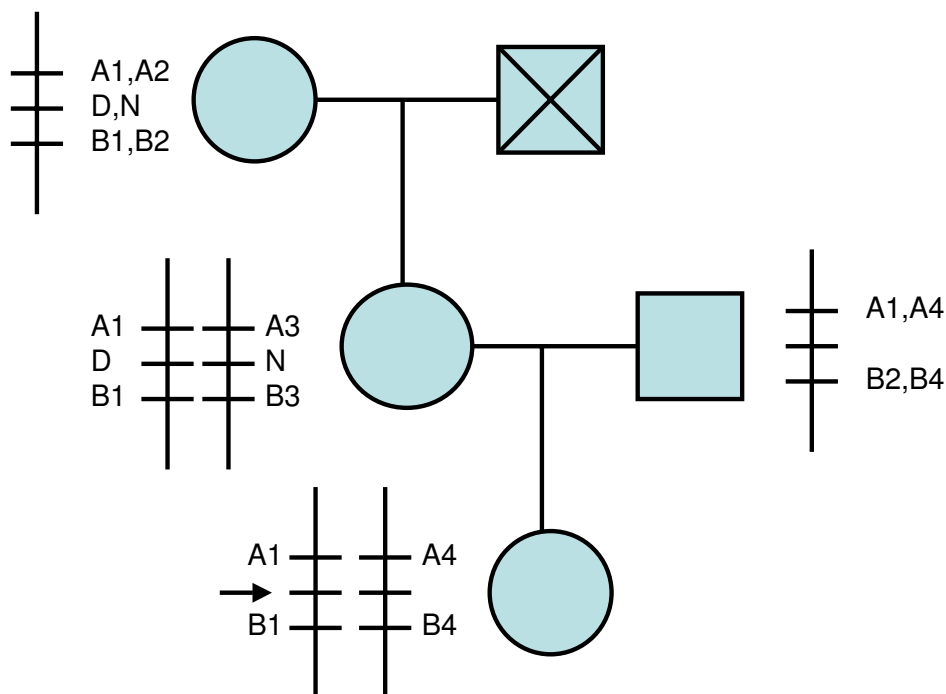 A1,A2
D,N
B1,B2
A1 A3
D N
B1 B3
A1,A4
B2,B4
A1 A4
B1 B4